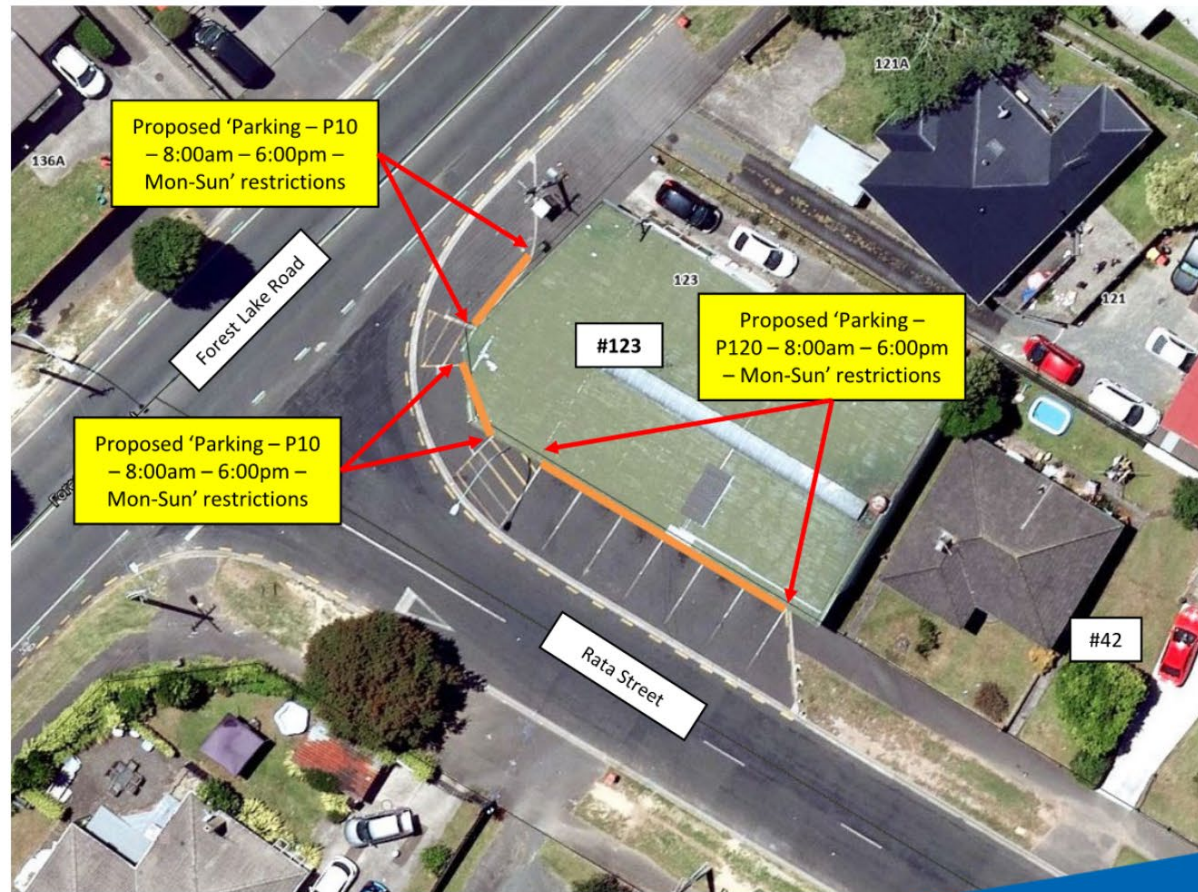 121A
Proposed ‘Parking – P10
– 8:00am – 6:00pm –
Mon-Sun’ restrictions
136A
Forest Lake Road
123
#123
Proposed ‘Parking –
P120 – 8:00am – 6:00pm
– Mon-Sun’ restrictions
121
Proposed ‘Parking – P10
– 8:00am – 6:00pm –
Mon-Sun’ restrictions
#42
Rata Street